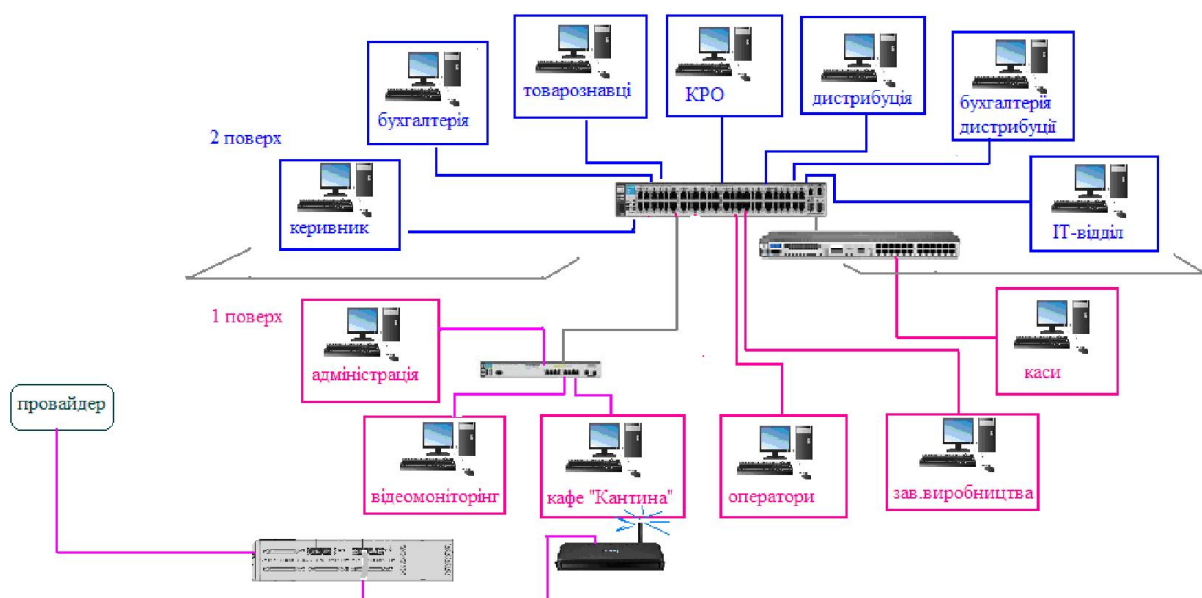 бухгалтерія
товарознавці
КРО
дистрибуція
бухгалтерія
дистрибуції
2 поверх
керивник
ІТ-відділ
1 поверх
адміністрація
каси
провайдер
відеомоніторінг
кафе "Кантина"
оператори
зав.виробництва